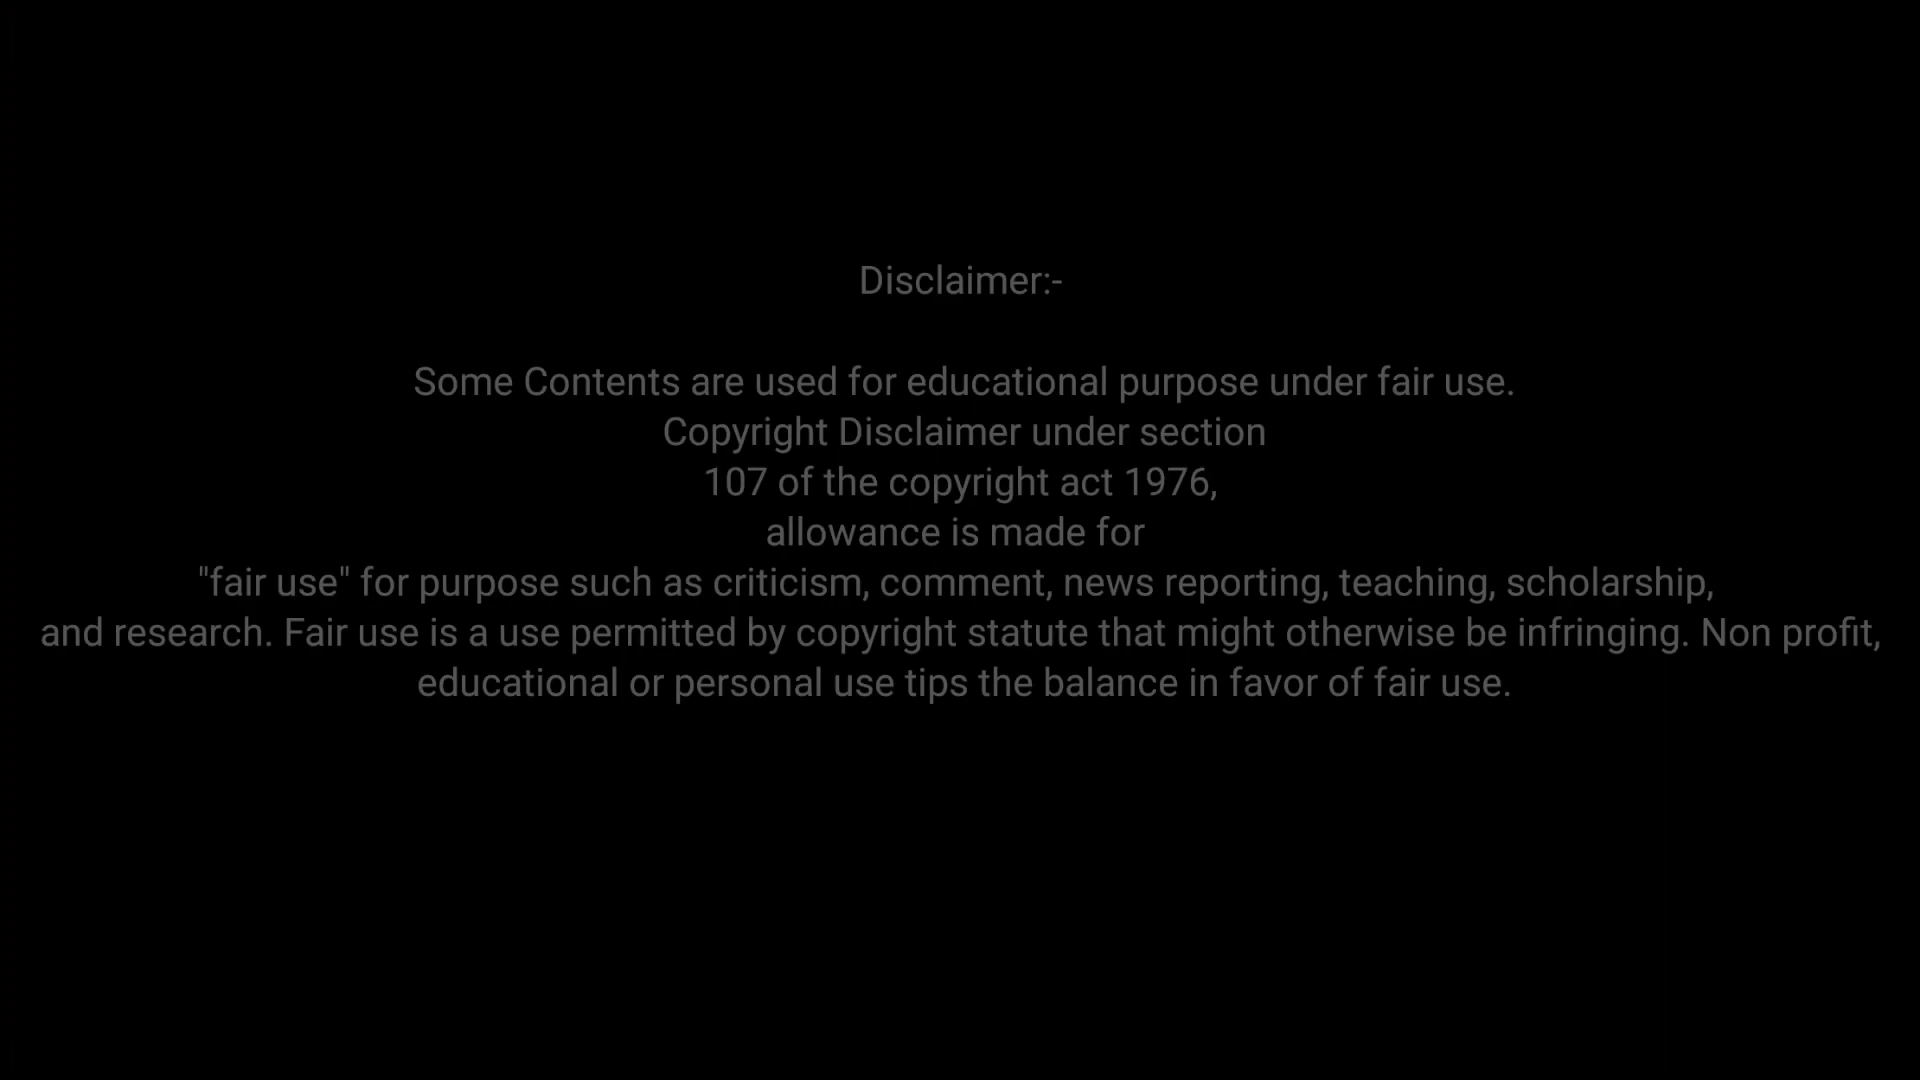 Disclaimer:-
Some Contents are used for educational purpose under fair use.
Copyright Disclaimer under section
107 of the copyright act 1976,
allowance is made for
"fair use" for purpose such as criticism, comment, news reporting, teaching, scholarship,
and research. Fair use is a use permitted by copyright statute that might otherwise be infringing. Non profit,
educational or personal use tips the balance in favor of fair use.